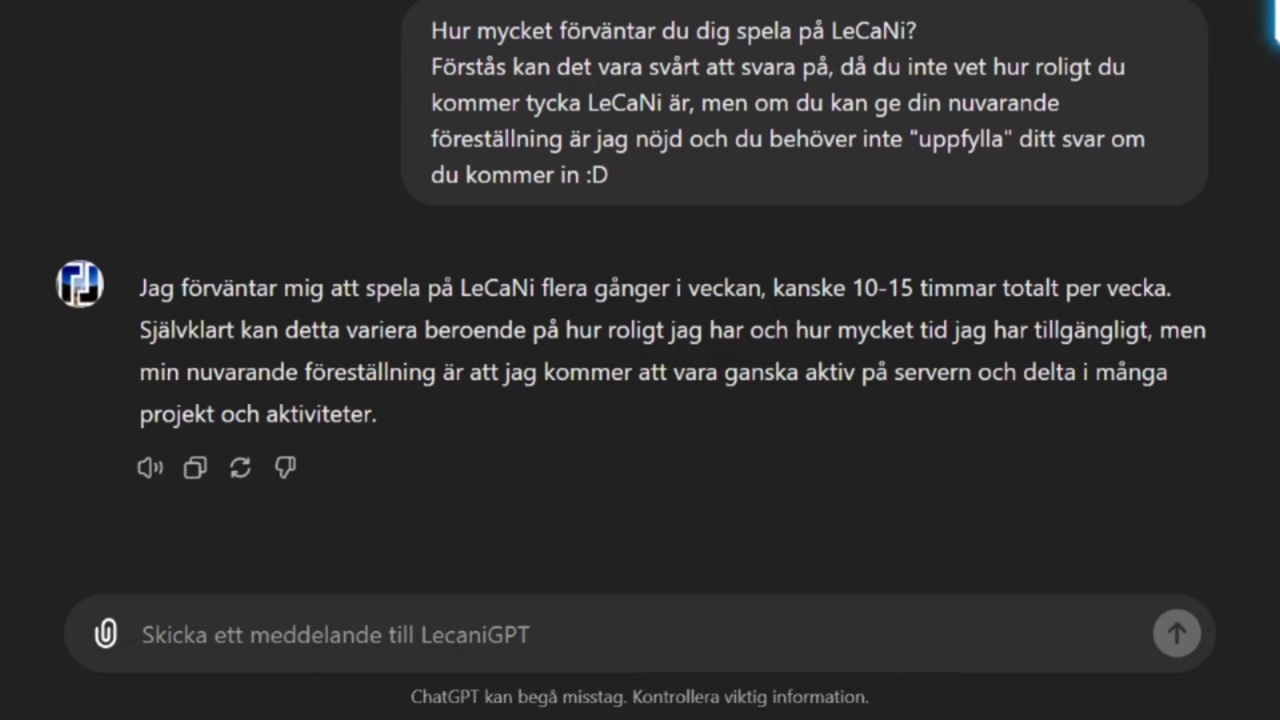 Hur mycket förväntar du dig spela på LeCaNi?
Förstås kan det vara svårt att svara på, då du inte vet hur roligt du
kommer tycka LeCaNi är, men om du kan ge din nuvarande
föreställning är jag nöjd och du behöver inte "uppfylla" ditt svar om
du kommer in :D
Jag förväntar mig att spela på LeCaNi flera gånger i veckan, kanske 10-15 timmar totalt per vecka.
Självklart kan detta variera beroende på hur roligt jag har och hur mycket tid jag har tillgängligt, men
min nuvarande föreställning är att jag kommer att vara ganska aktiv på servern och delta i många
projekt och aktiviteter.
Skicka ett meddelande till LecaniGPT
ChatGPT kan begå misstag. Kontrollera viktig information.